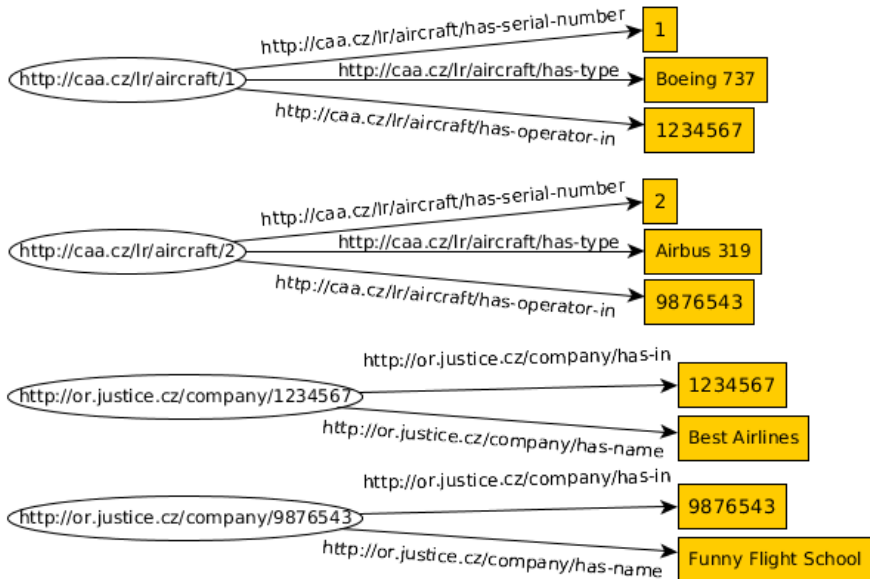 http://caa.cz/lr/aircraft/has-serial-number
1
http://caa.cz/lr/aircraft/1
http://caa.cz/lr/aircraft/has-type
Boeing 737
http://caa.cz/lr/aircraft/has-operator-in
1234567
http://caa.cz/lr/aircraft/has-serial-number
2
http://caa.cz/lr/aircraft/2
http://caa.cz/lr/aircraft/has-type
Airbus 319
http://caa.cz/lr/aircraft/has-operator-in
9876543
http://or.justice.cz/company/has-in
1234567
http://or.justice.cz/company/1234567
http://or.justice.cz/company/has-name
Best Airlines
http://or.justice.cz/company/has-in
9876543
http://or.justice.cz/company/9876543
http://or.justice.cz/company/has-name
Funny Flight School